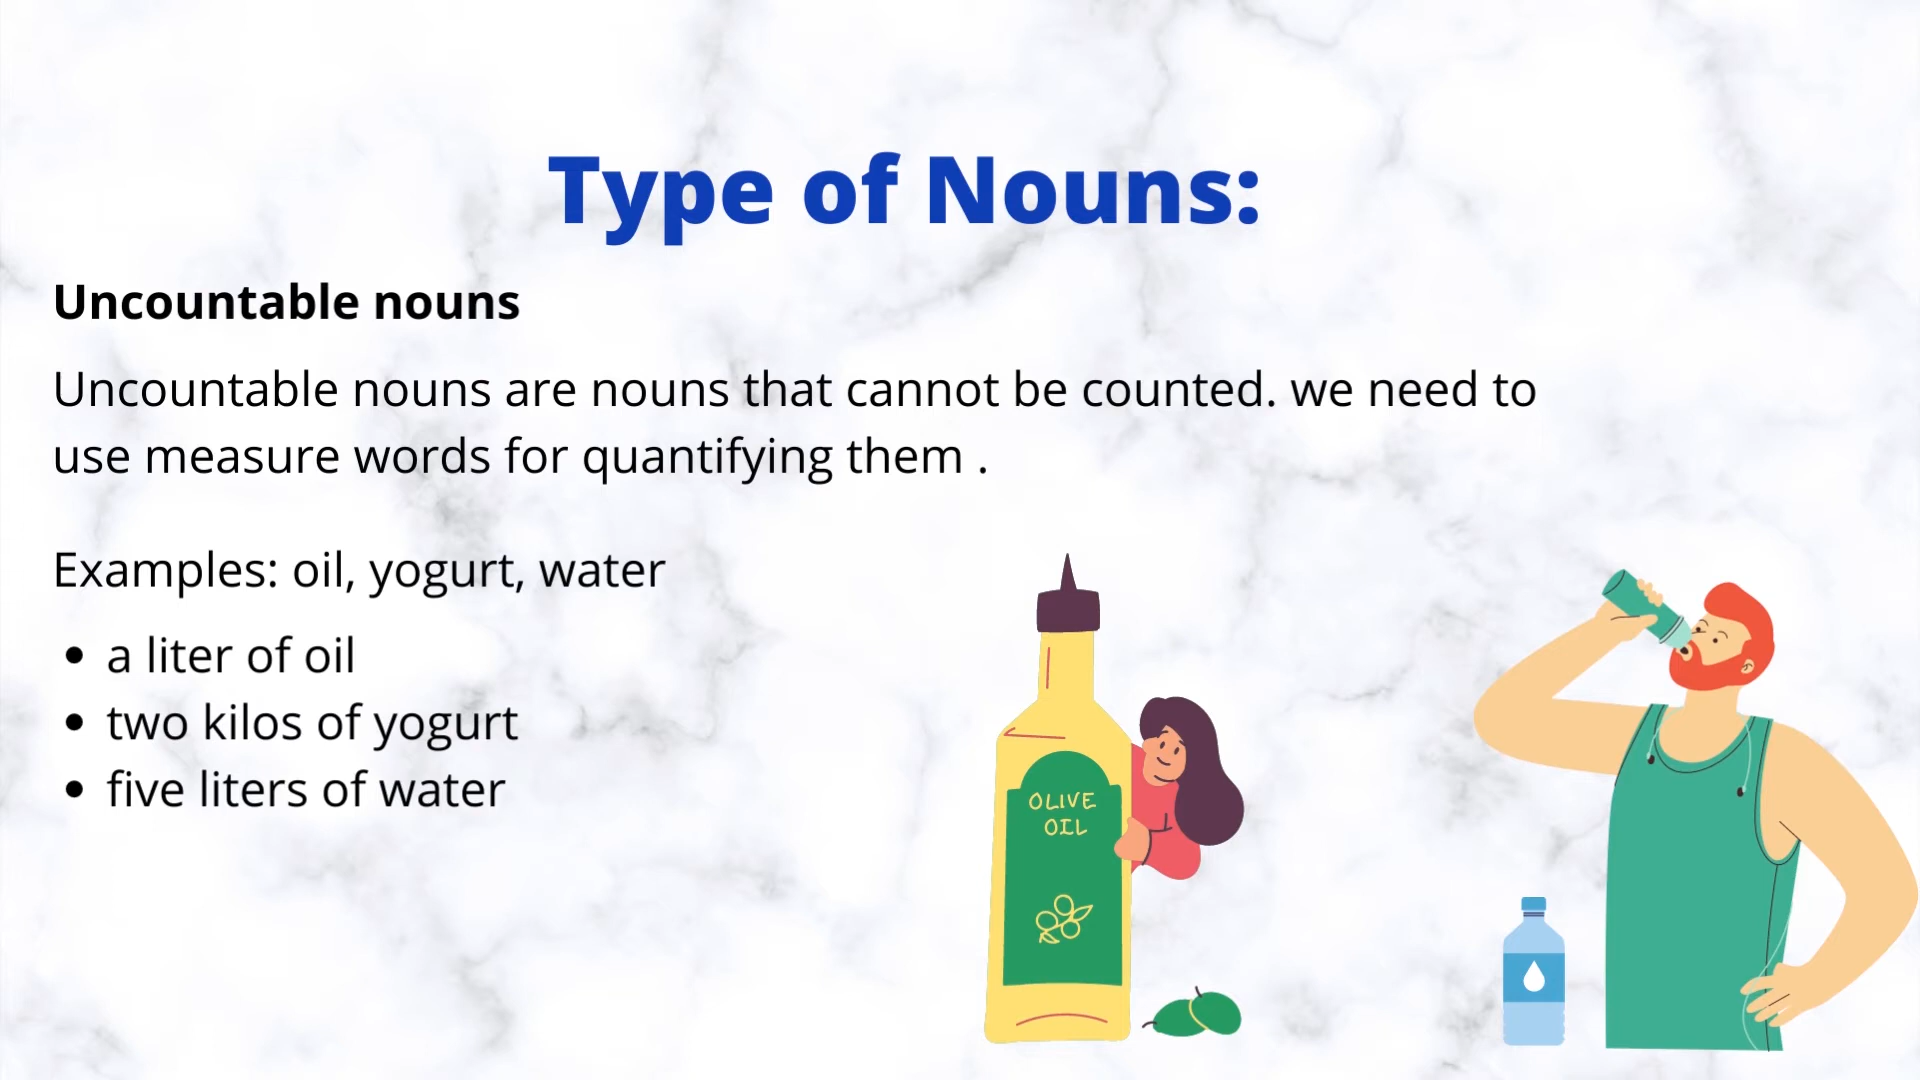 Type of Nouns:
Uncountable nouns
Uncountable nouns are nouns that cannot be counted. we need to
use measure words for quantifying them .
Examples: oil, yogurt, water
• a liter of oil
• two kilos of yogurt
• five liters of water
OLIVE
OIL